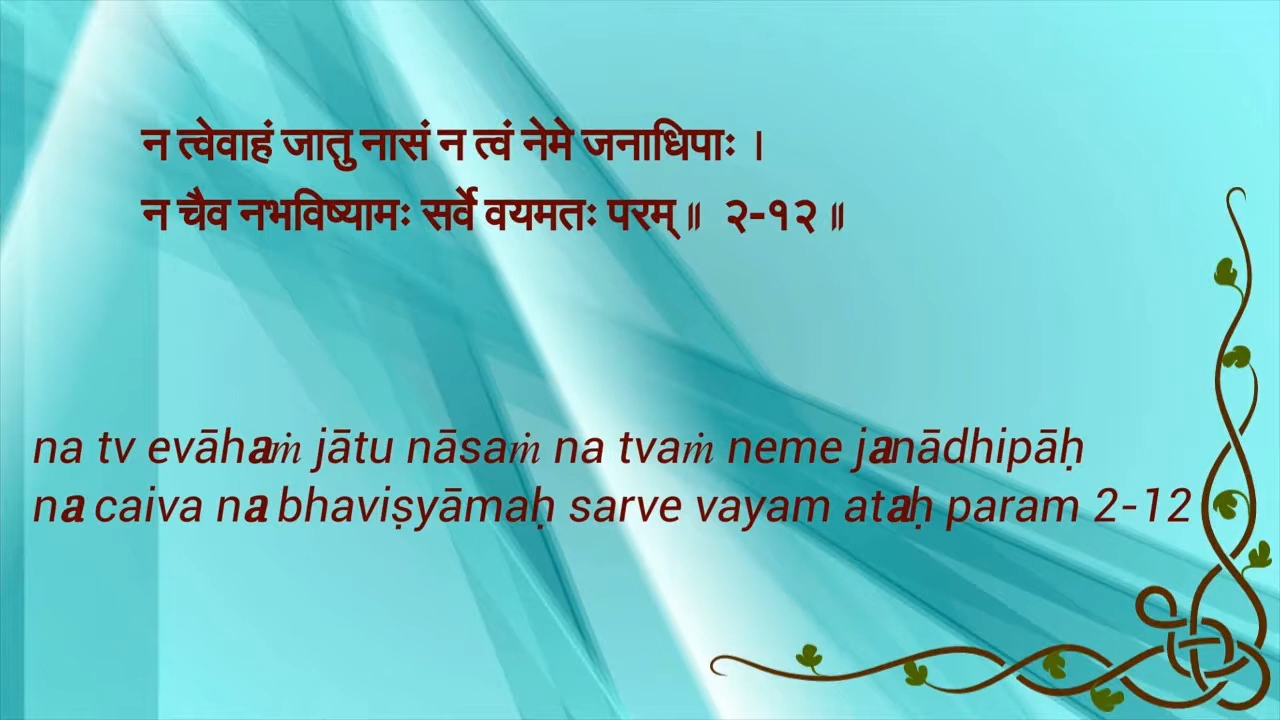 न त्वेवाहं जातु नासं न त्वं नेमे जनाधिपाः ।
न चैव नभविष्यामः सर्वे वयमतः परम् ॥ २-१२ ॥
na tv evāhaṁ jātu nāsaṁ na tvaṁ neme janādhipāḥ
na caiva na bhaviṣyāmaḥ sarve vayam ataḥ param 2-12